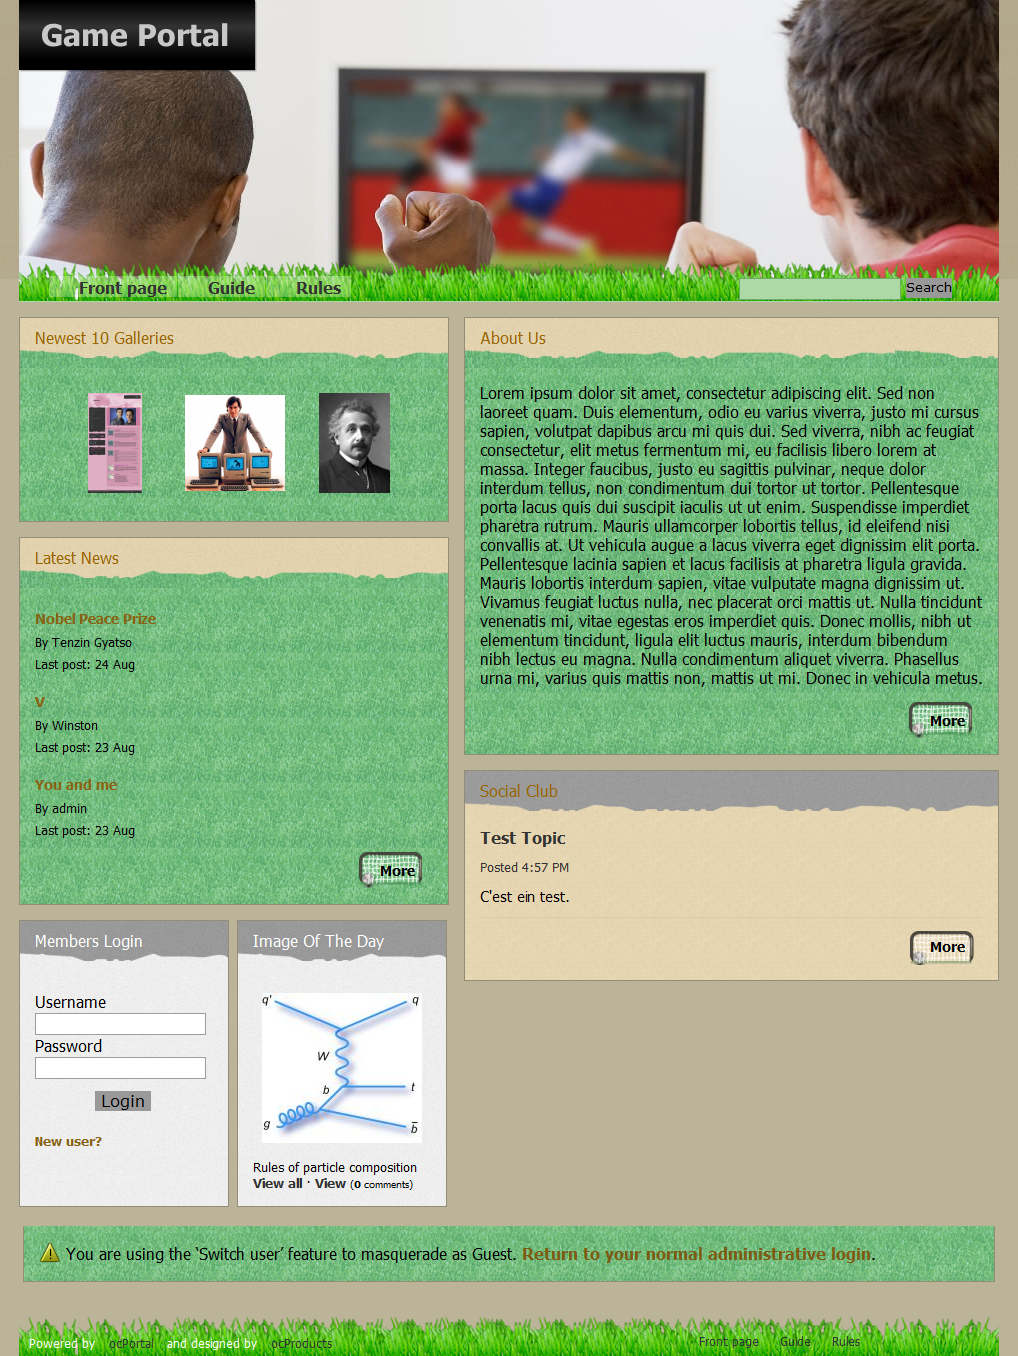 Game Portal
Front page Guide Rules
Search
Newest 10 Galleries
Latest News
Nobel Peace Prize
By Tenzin Gyatso
Last post: 24 Aug
V
By Winston
Last post: 23 Aug
You and me
By admin
Last post: 23 Aug
More
Members Login
Username
Password
Login
New user?
Image Of The Day
q' q
W
b t
g b̅
Rules of particle composition
View all · View (0 comments)
About Us
Lorem ipsum dolor sit amet, consectetur adipiscing elit. Sed non
laoreet quam. Duis elementum, odio eu varius viverra, justo mi cursus
sapien, volutpat dapibus arcu mi quis dui. Sed viverra, nibh ac feugiat
consectetur, elit metus fermentum mi, eu facilisis libero lorem at
massa. Integer faucibus, justo eu sagittis pulvinar, neque dolor
interdum tellus, non condimentum dui tortor ut tortor. Pellentesque
porta lacus quis dui suscipit iaculis ut ut enim. Suspendisse imperdiet
pharetra rutrum. Mauris ullamcorper lobortis tellus, id eleifend nisi
convallis at. Ut vehicula augue a lacus viverra eget dignissim elit porta.
Pellentesque lacinia sapien et lacus facilisis at pharetra ligula gravida.
Mauris lobortis interdum sapien, vitae vulputate magna dignissim ut.
Vivamus feugiat luctus nulla, nec placerat orci mattis ut. Nulla tincidunt
venenatis mi, vitae egestas eros imperdiet quis. Donec mollis, nibh ut
elementum tincidunt, ligula elit luctus mauris, interdum bibendum
nibh lectus eu magna. Nulla condimentum aliquet viverra. Phasellus
urna mi, varius quis mattis non, mattis ut mi. Donec in vehicula metus.
More
Social Club
Test Topic
Posted 4:57 PM
C'est ein test.
More
You are using the ‘Switch user’ feature to masquerade as Guest. Return to your normal administrative login.
Powered by ocPortal and designed by ocProducts
Front page Guide Rules